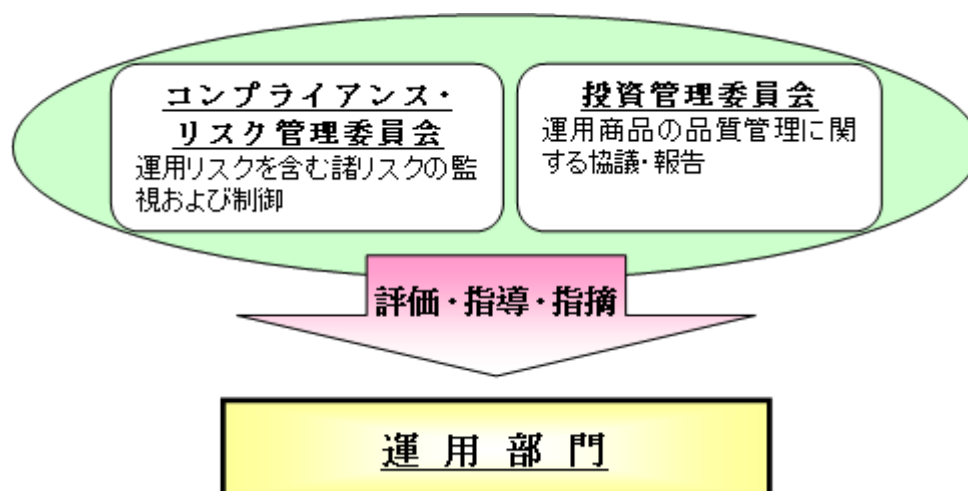 コンプライアンス・
リスク管理委員会
運用リスクを含む諸リスクの監
視および制御
投資管理委員会
運用商品の品質管理に関
する協議・報告
評価・指導・指摘
運用部門